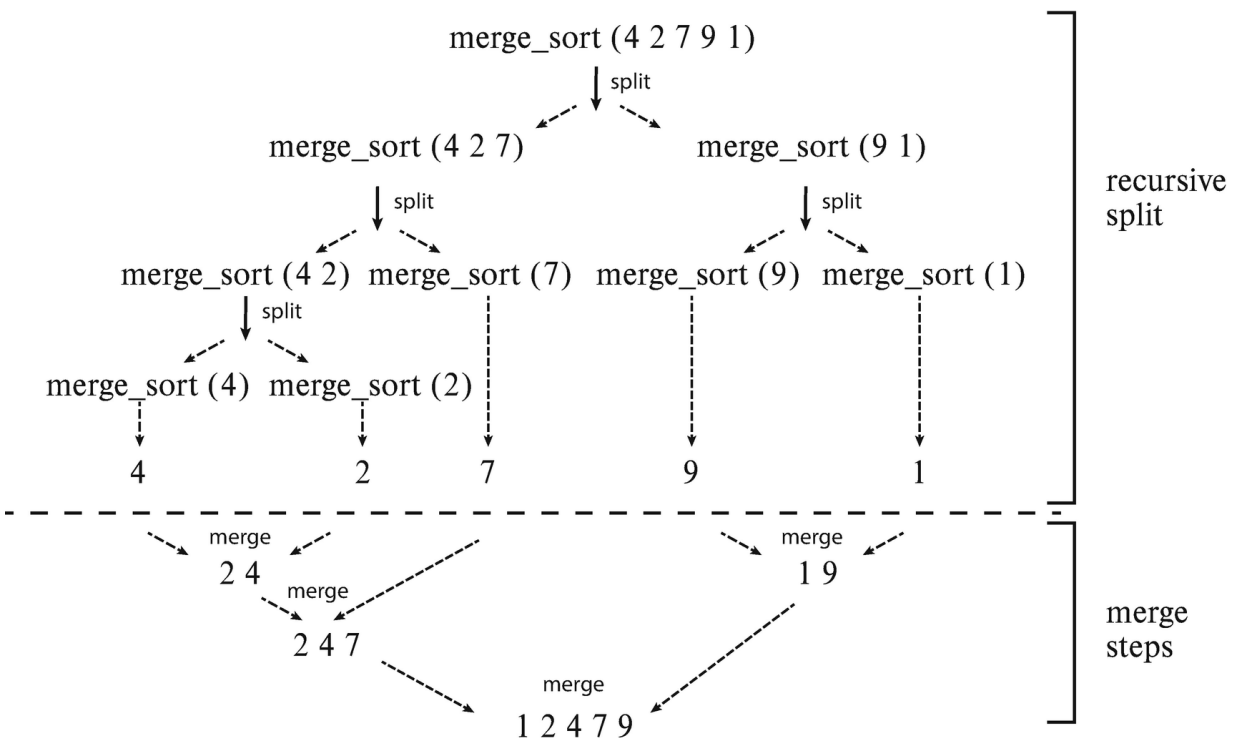 merge_sort (4 2 7 9 1)
split
merge_sort (4 2 7)
merge_sort (9 1)
recursive
split
split
split
merge_sort (4 2)
merge_sort (7)
merge_sort (9)
merge_sort (1)
split
merge_sort (4)
merge_sort (2)
4
2
7
9
1
merge
merge
2 4
1 9
merge
2 4 7
merge
steps
merge
1 2 4 7 9